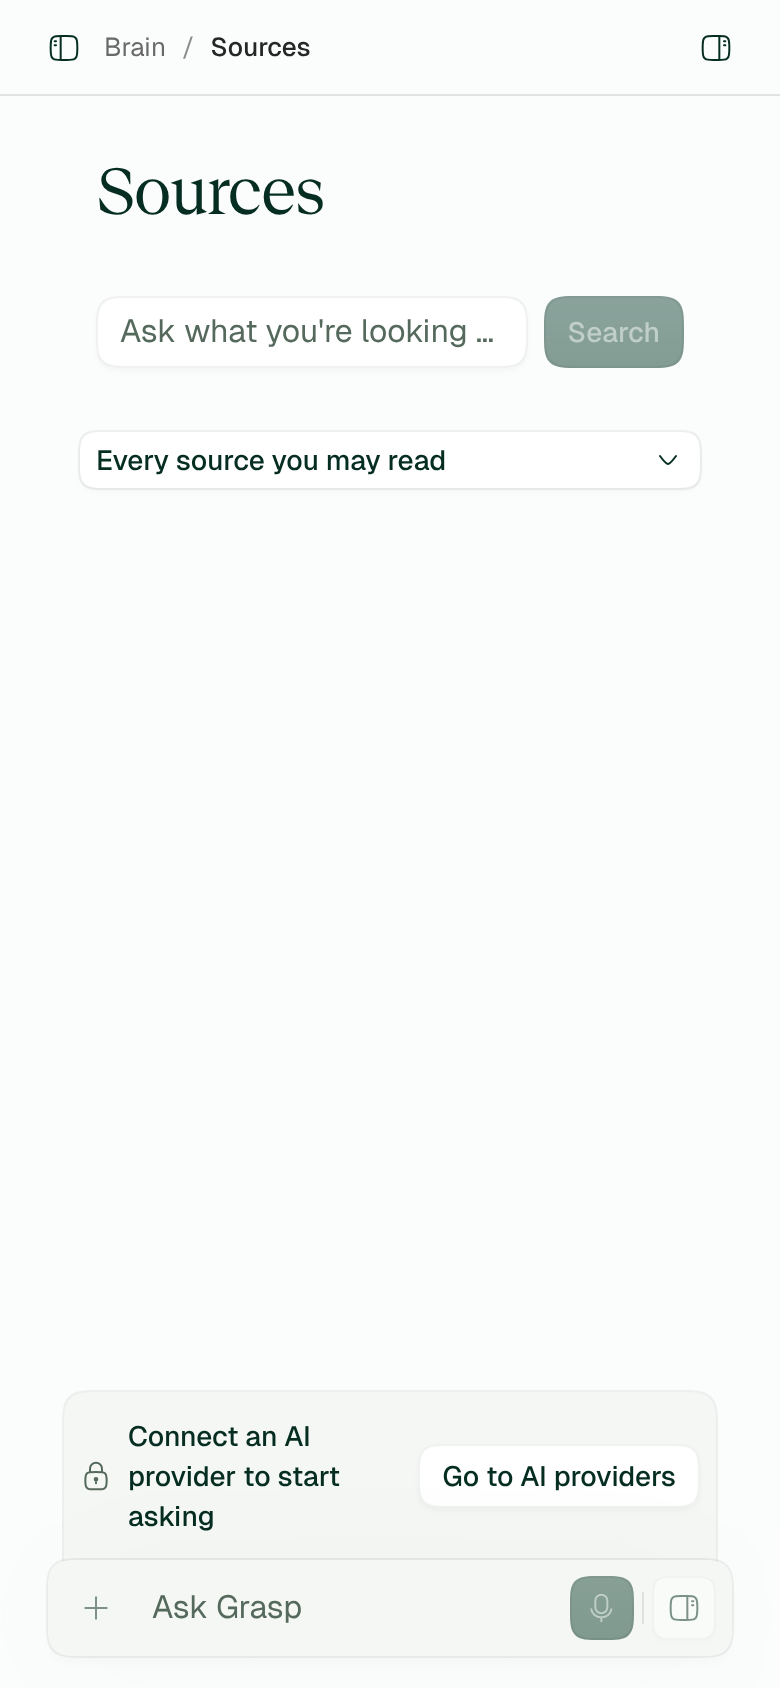 Brain / Sources
Sources
Ask what you're looking ...
Search
Every source you may read
Connect an AI
provider to start
asking
Go to AI providers
Ask Grasp